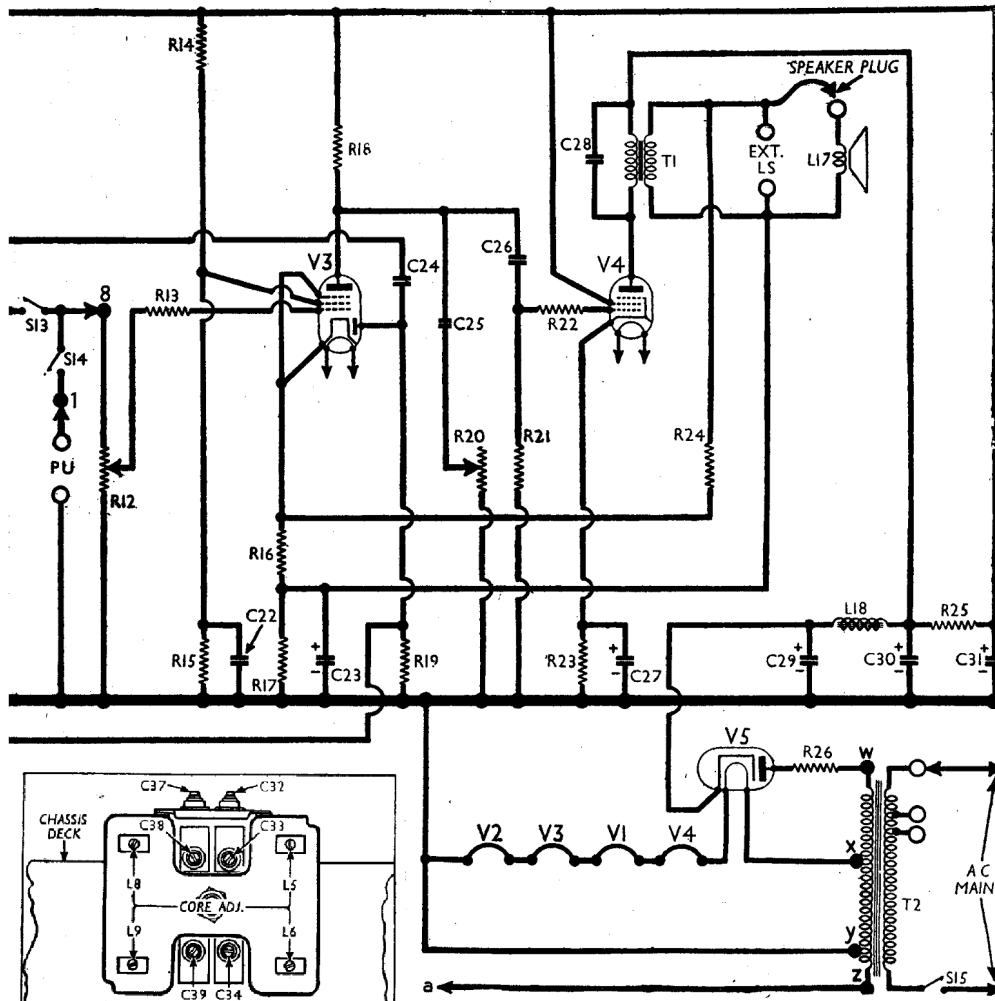 R14
SPEAKER PLUG
R18
C28
T1
EXT.
LS
L17
V3
C24
C26
V4
8
R13
S13
C25
R22
S14
1
PU
R12
R20
R21
R24
R16
C22
L18
R25
R15
R17
C23
R19
R23
C27
C29
C30
C31
+
-
+
-
+
-
+
-
+
-
V5
R26
W
C37
C32
CHASSIS
DECK
C38
C33
V2
V3
V1
V4
X
L8
L5
CORE ADJ.
T2
A C
MAIN
L9
L6
y
z
C39
C34
a
S15